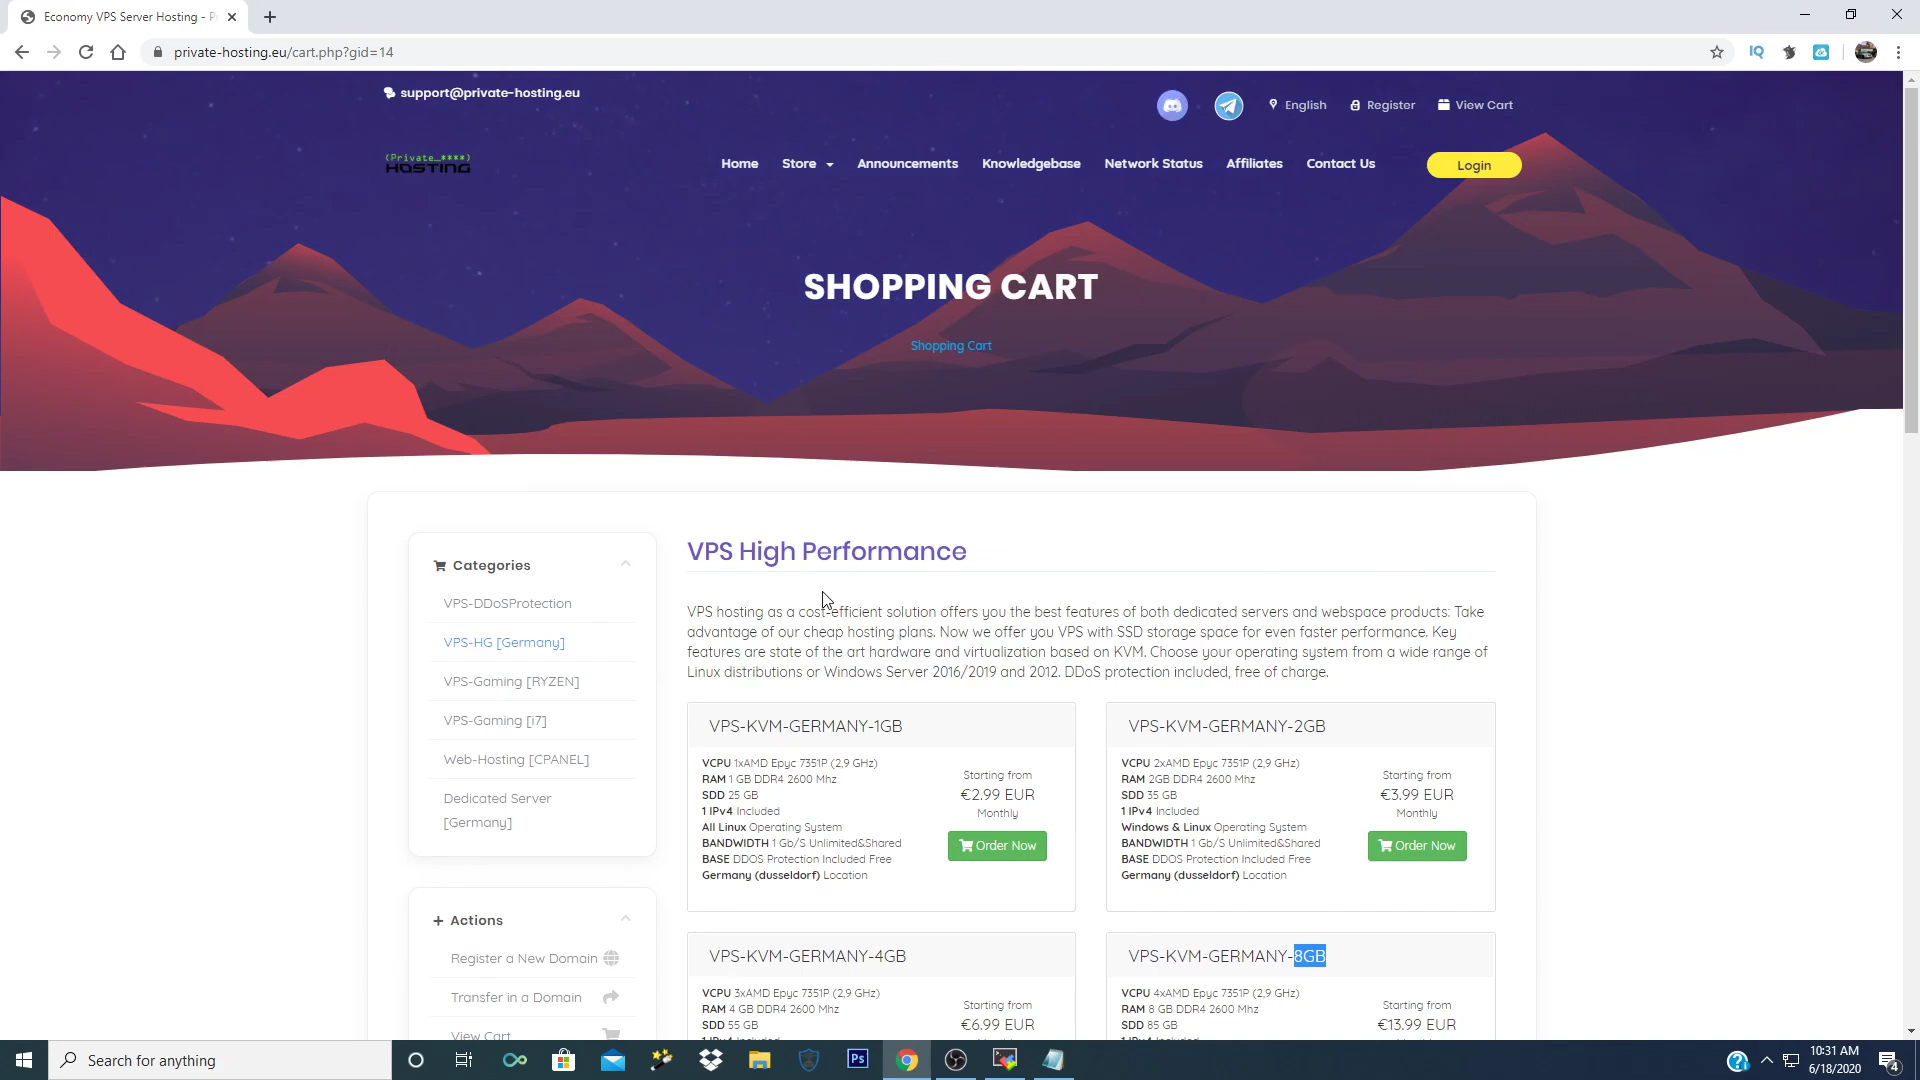 Economy VPS Server Hosting - P
private-hosting.eu/cart.php?gid=14
IQ
support@private-hosting.eu
English
Register
View Cart
(Private_****)
HOSTING
Home
Store
Announcements
Knowledgebase
Network Status
Affiliates
Contact Us
Login
SHOPPING CART
Shopping Cart
Categories
VPS-DDoSProtection
VPS-HG [Germany]
VPS-Gaming [RYZEN]
VPS-Gaming [i7]
Web-Hosting [CPANEL]
Dedicated Server
[Germany]
Actions
Register a New Domain
Transfer in a Domain
View Cart
VPS High Performance
VPS hosting as a cost-efficient solution offers you the best features of both dedicated servers and webspace products: Take
advantage of our cheap hosting plans. Now we offer you VPS with SSD storage space for even faster performance. Key
features are state of the art hardware and virtualization based on KVM. Choose your operating system from a wide range of
Linux distributions or Windows Server 2016/2019 and 2012. DDoS protection included, free of charge.
VPS-KVM-GERMANY-1GB
VCPU 1xAMD Epyc 7351P (2,9 GHz)
RAM 1 GB DDR4 2600 Mhz
SDD 25 GB
1 IPv4 Included
All Linux Operating System
BANDWIDTH 1 Gb/S Unlimited&Shared
BASE DDOS Protection Included Free
Germany (dusseldorf) Location
Starting from
€2.99 EUR
Monthly
Order Now
VPS-KVM-GERMANY-2GB
VCPU 2xAMD Epyc 7351P (2,9 GHz)
RAM 2GB DDR4 2600 Mhz
SDD 35 GB
1 IPv4 Included
Windows & Linux Operating System
BANDWIDTH 1 Gb/S Unlimited&Shared
BASE DDOS Protection Included Free
Germany (dusseldorf) Location
Starting from
€3.99 EUR
Monthly
Order Now
VPS-KVM-GERMANY-4GB
VCPU 3xAMD Epyc 7351P (2,9 GHz)
RAM 4 GB DDR4 2600 Mhz
SDD 55 GB
Starting from
€6.99 EUR
VPS-KVM-GERMANY-8GB
VCPU 4xAMD Epyc 7351P (2,9 GHz)
RAM 8 GB DDR4 2600 Mhz
SDD 85 GB
Starting from
€13.99 EUR
Search for anything
Ps
10:31 AM
6/18/2020
4